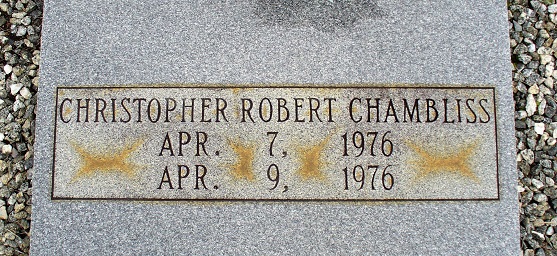 CHRISTOPHER ROBERT CHAMBLISS
APR. 7, 1976
APR. 9, 1976